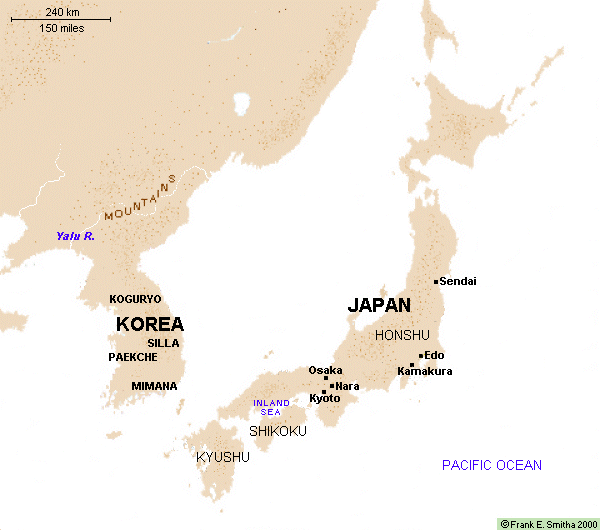 240 km
150 miles
MOUNTAINS
Yalu R.
KOGURYO
KOREA
SILLA
PAEKCHE
MIMANA
Sendai
JAPAN
HONSHU
Edo
Kamakura
Osaka
Nara
Kyoto
INLAND
SEA
SHIKOKU
KYUSHU
PACIFIC OCEAN
© Frank E. Smitha 2000